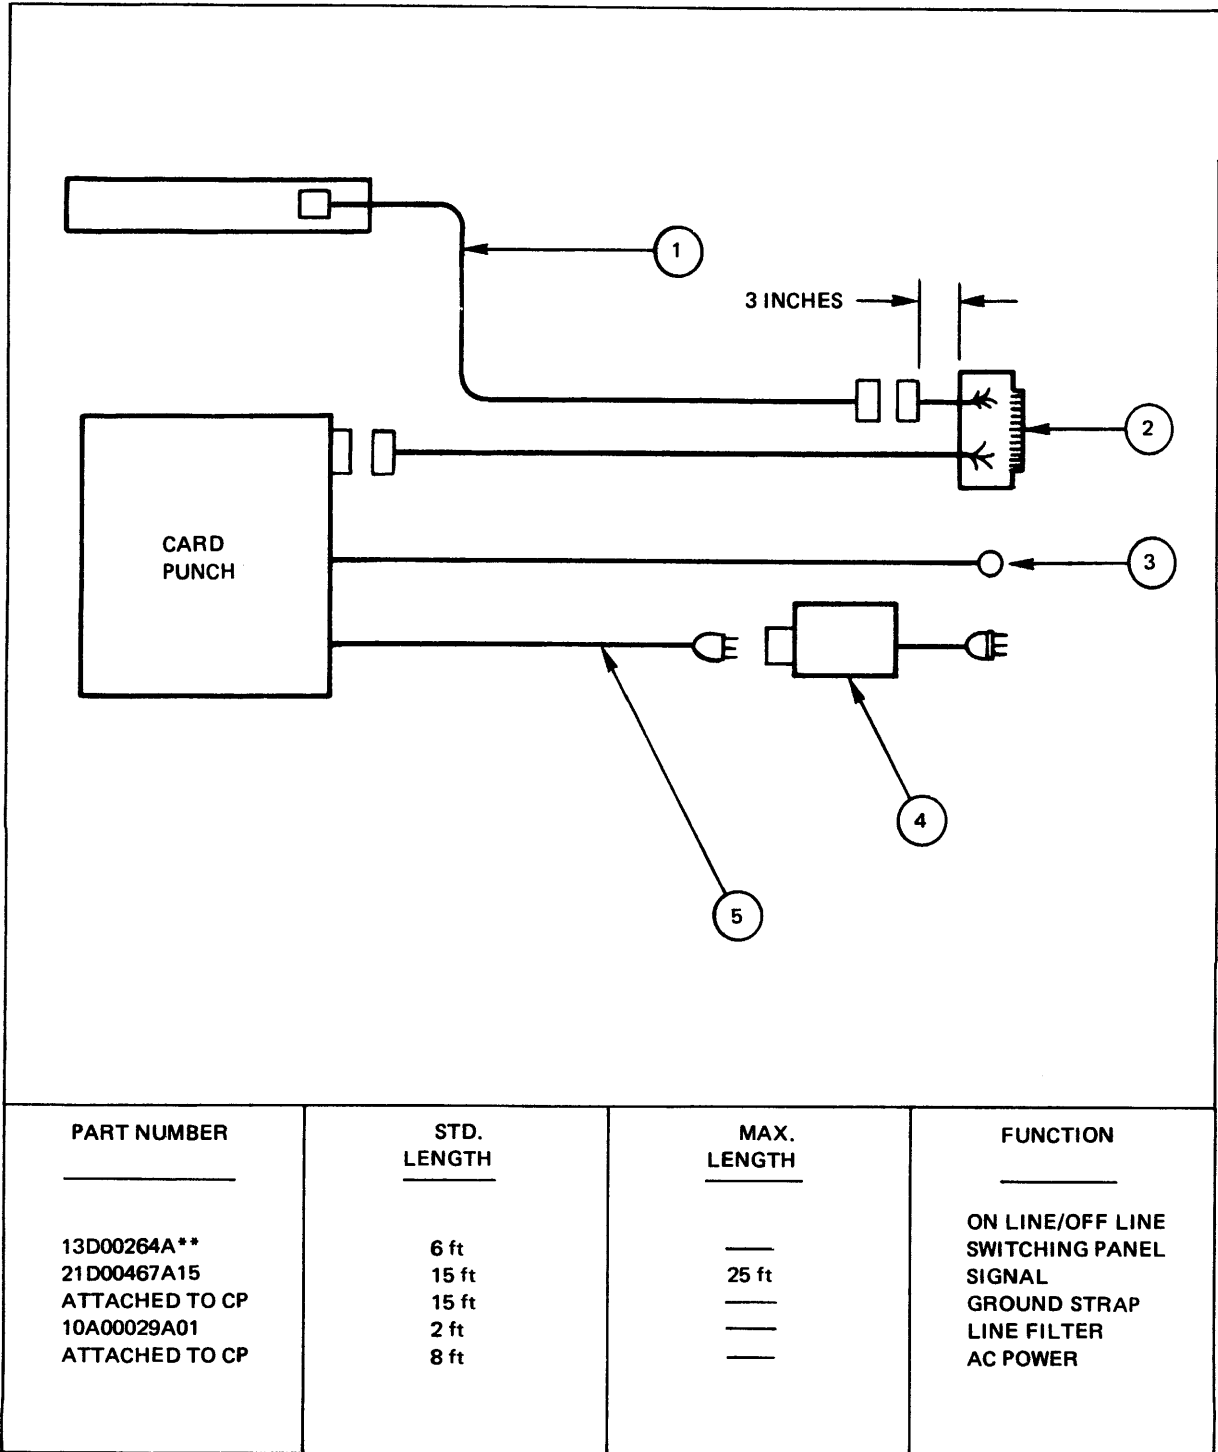 1
3 INCHES
2
CARD
PUNCH
3
4
5
PART NUMBER
STD.
LENGTH
MAX.
LENGTH
FUNCTION
ON LINE/OFF LINE
13D00264A** 6 ft — SWITCHING PANEL
21D00467A15 15 ft 25 ft SIGNAL
ATTACHED TO CP 15 ft — GROUND STRAP
10A00029A01 2 ft — LINE FILTER
ATTACHED TO CP 8 ft — AC POWER